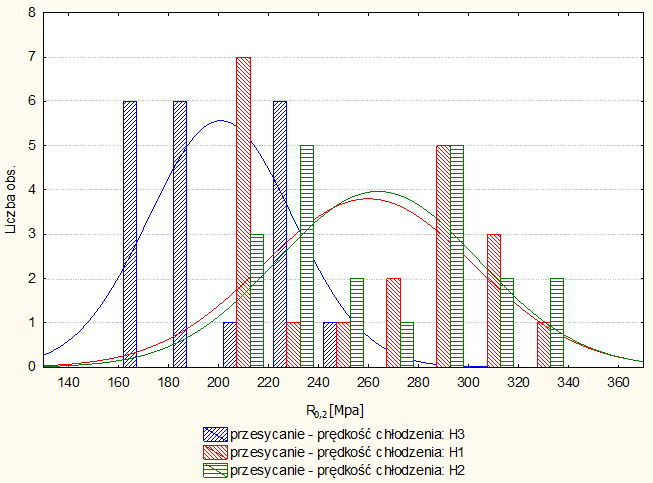 8
7
6
5
4
3
2
1
0
Liczba obs.
140 160 180 200 220 240 260 280 300 320 340 360
R0,2 [Mpa]
przesycanie - prędkość chłodzenia: H3
przesycanie - prędkość chłodzenia: H1
przesycanie - prędkość chłodzenia: H2